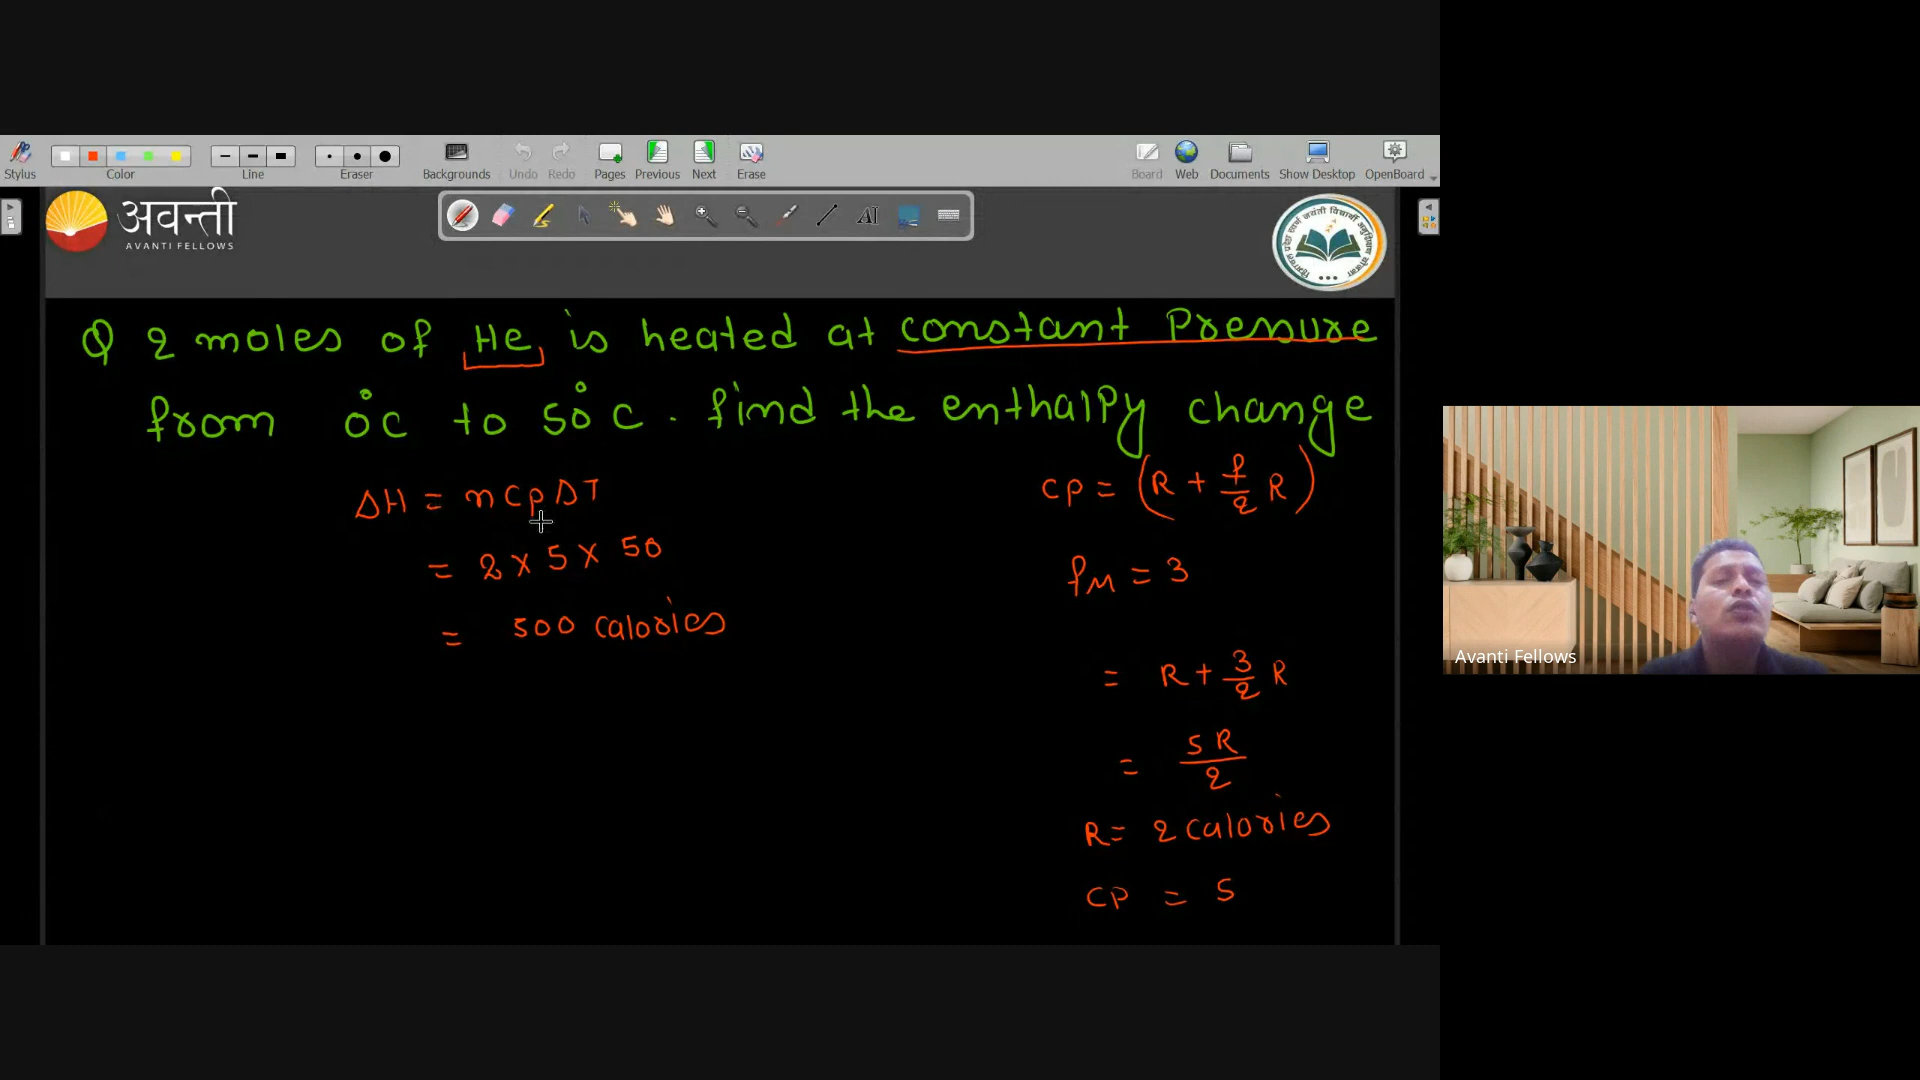 Stylus
Color
Line
Eraser
Backgrounds
Undo
Redo
Pages
Previous
Next
Erase
Board
Web
Documents
Show Desktop
OpenBoard
अवन्ती
AVANTI FELLOWS
Q 2 moles of He is heated at constant Pressure
from 0°C to 50°C. find the enthalpy change
ΔH = nCpΔT
= 2 × 5 × 50
= 500 calories
CP = (R + f/2 R)
fM = 3
= R + 3/2 R
= 5R/2
R = 2 calories
CP = 5
Avanti Fellows